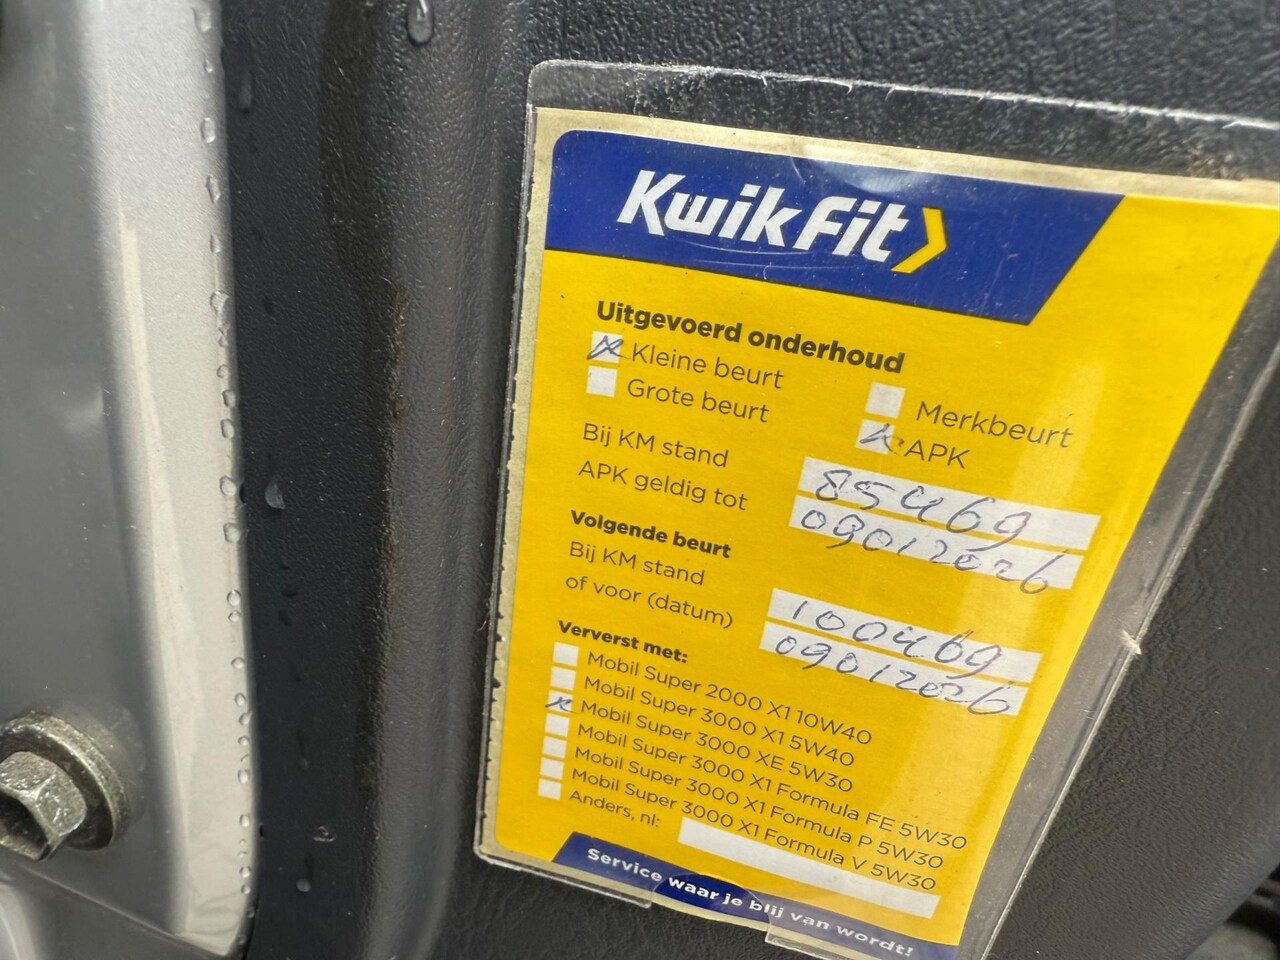 KwikFit
Uitgevoerd onderhoud
x Kleine beurt
Grote beurt
Merkbeurt
x APK
Bij KM stand 85469
APK geldig tot 09012026
Volgende beurt
Bij KM stand 100469
of voor (datum) 09012026
Ververst met:
Mobil Super 2000 X1 10W40
Mobil Super 3000 X1 5W40
x Mobil Super 3000 XE 5W30
Mobil Super 3000 X1 Formula FE 5W30
Mobil Super 3000 X1 Formula P 5W30
Mobil Super 3000 X1 Formula V 5W30
Anders, nl:
Service waar je blij van wordt!